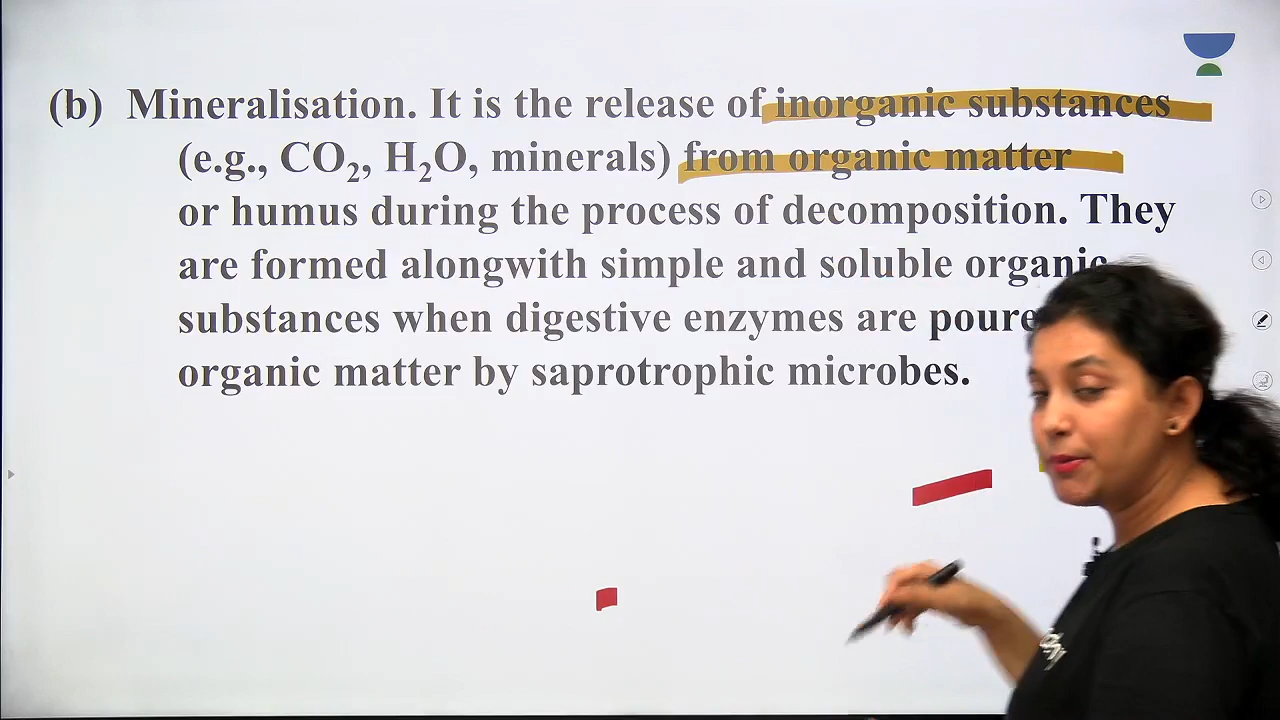 (b) Mineralisation. It is the release of inorganic substances
(e.g., CO₂, H₂O, minerals) from organic matter
or humus during the process of decomposition. They
are formed alongwith simple and soluble organic
substances when digestive enzymes are
organic matter by saprotrophic microbes.